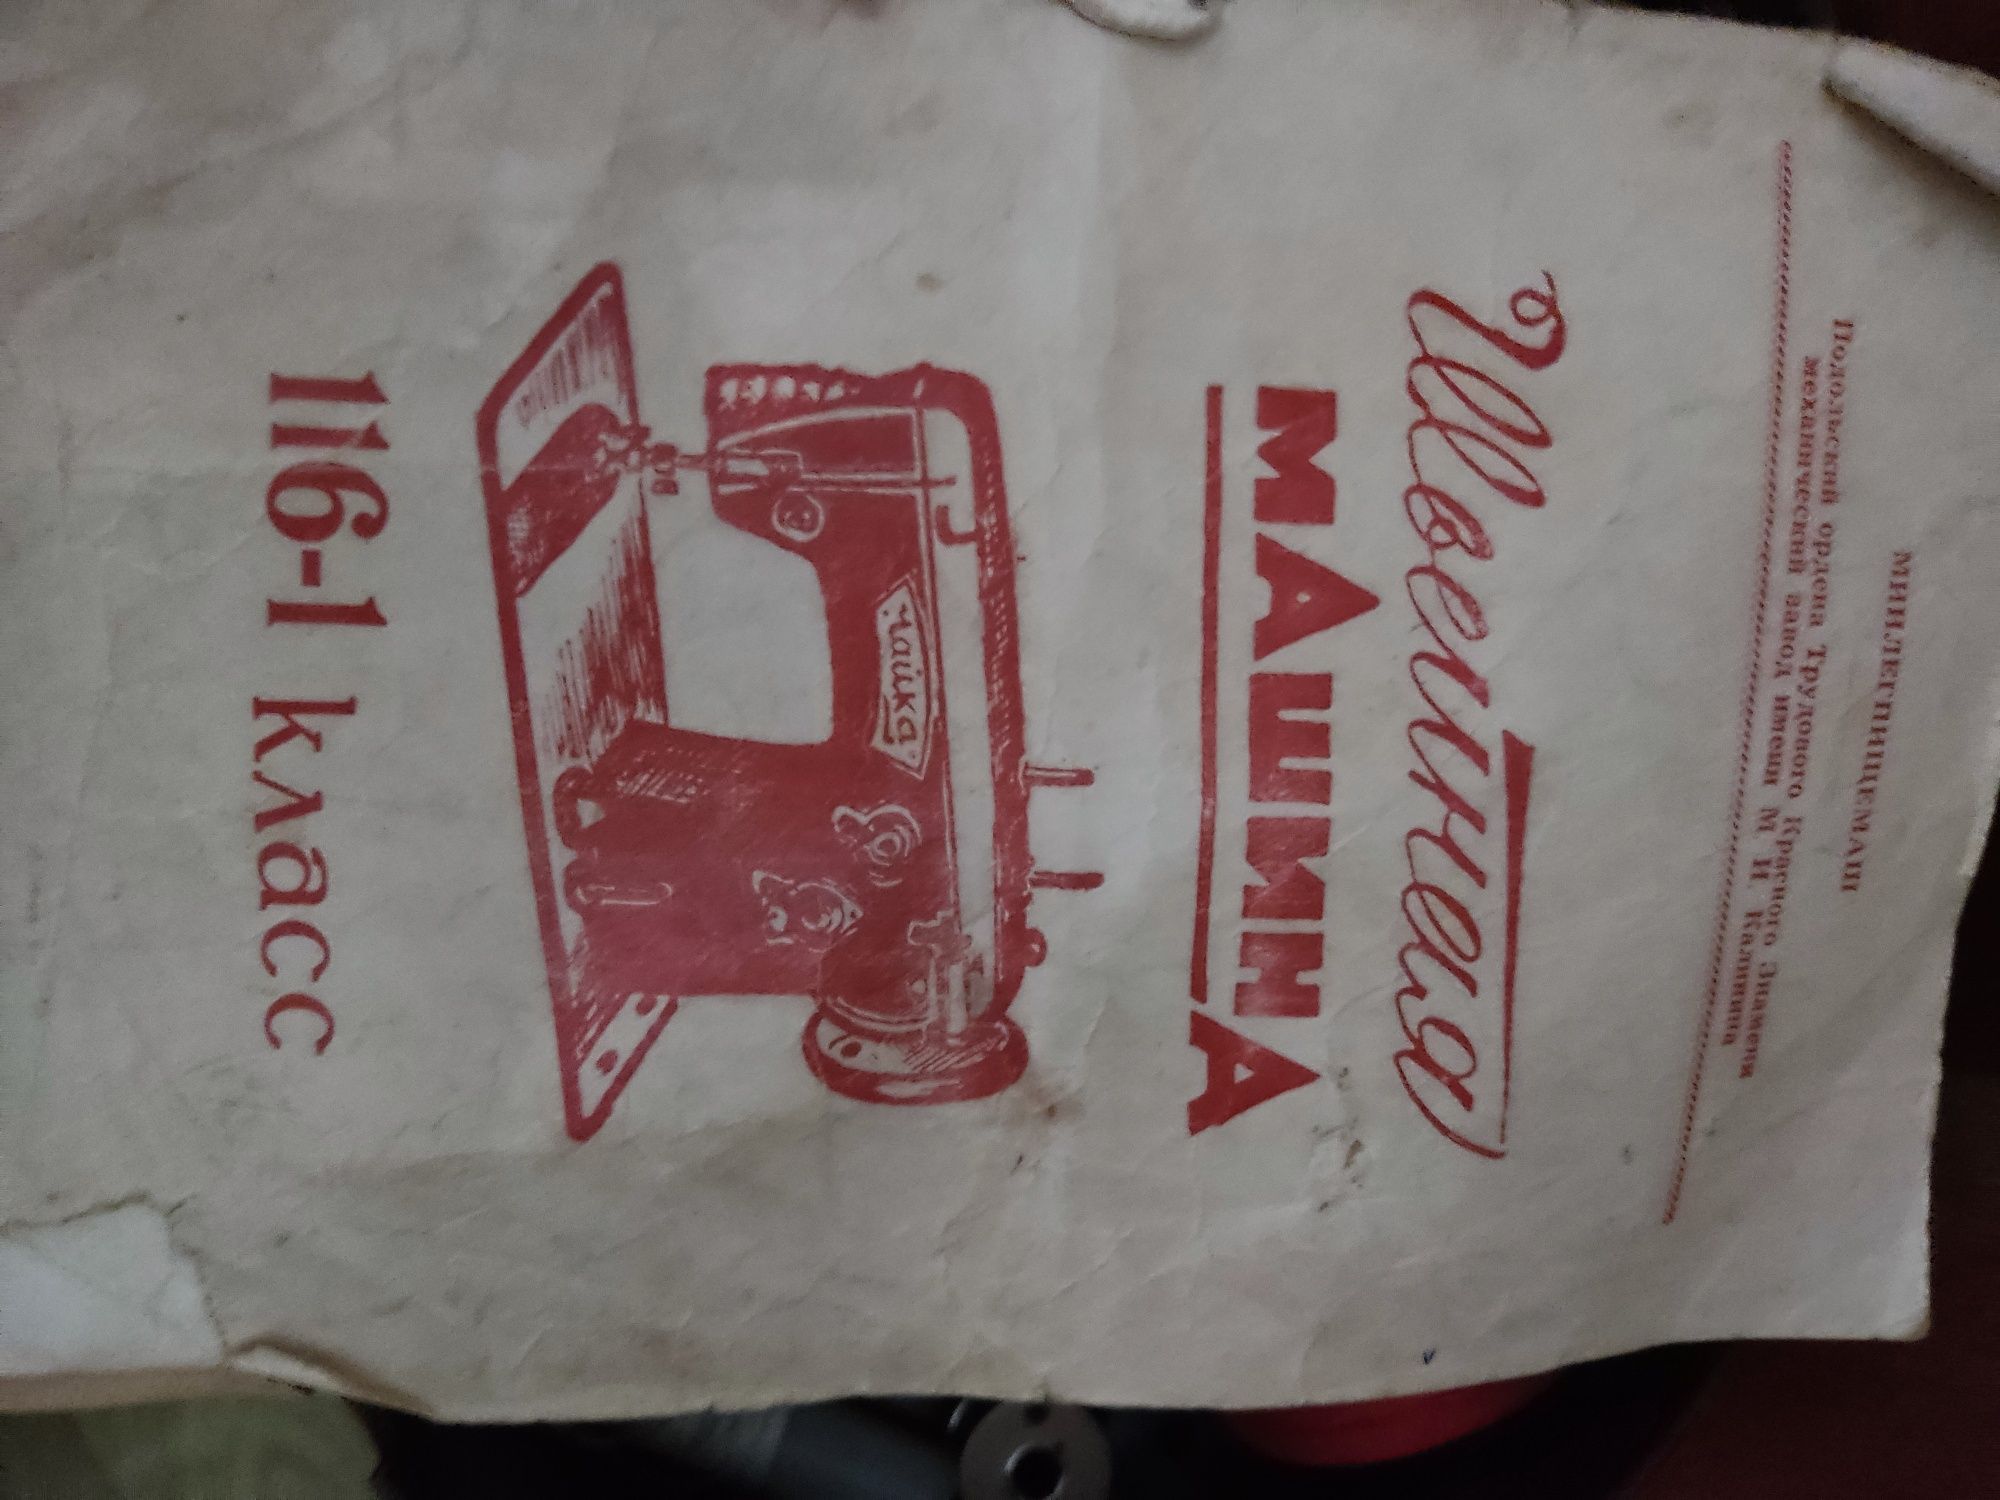 МИНЛЕГПИЩЕМАШ
Подольский ордена Трудового Красного Знамени
механический завод имени М И Калинина
Швейная
МАШИНА
Чайка
116-1 класс